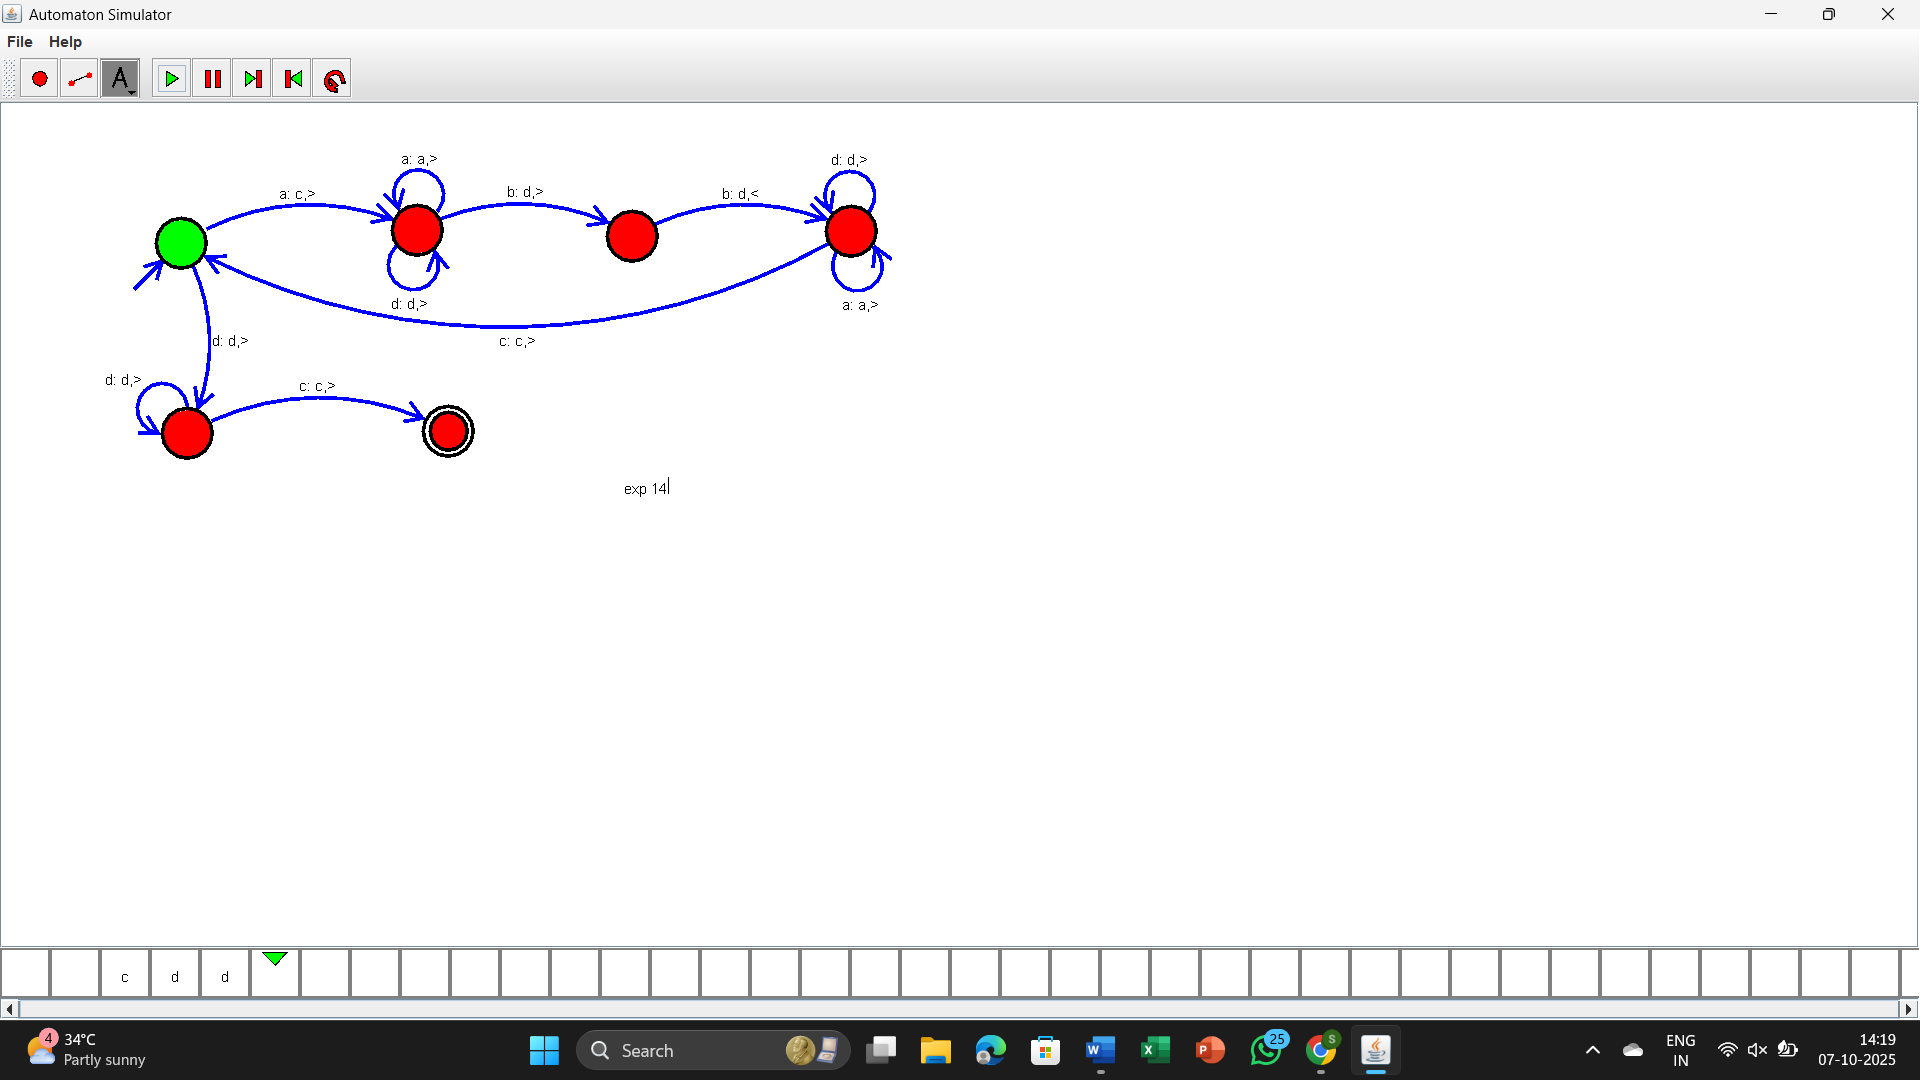 Automaton Simulator
File Help
A
a: a,>
d: d,>
a: c,>
b: d,>
b: d,<
d: d,>
a: a,>
d: d,>
c: c,>
d: d,>
c: c,>
exp 14
c d d
4
34°C
Partly sunny
Search
25
S
ENG
IN
14:19
07-10-2025